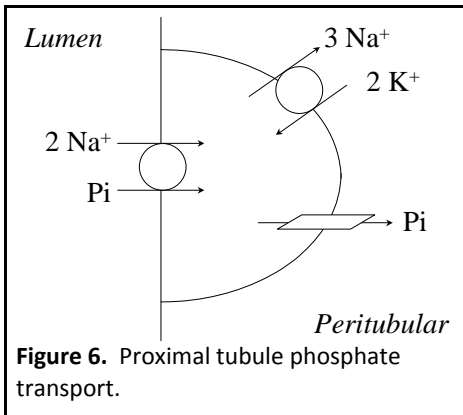 Lumen
3 Na⁺
2 K⁺
2 Na⁺
Pi
Pi
Peritubular
Figure 6. Proximal tubule phosphate
transport.